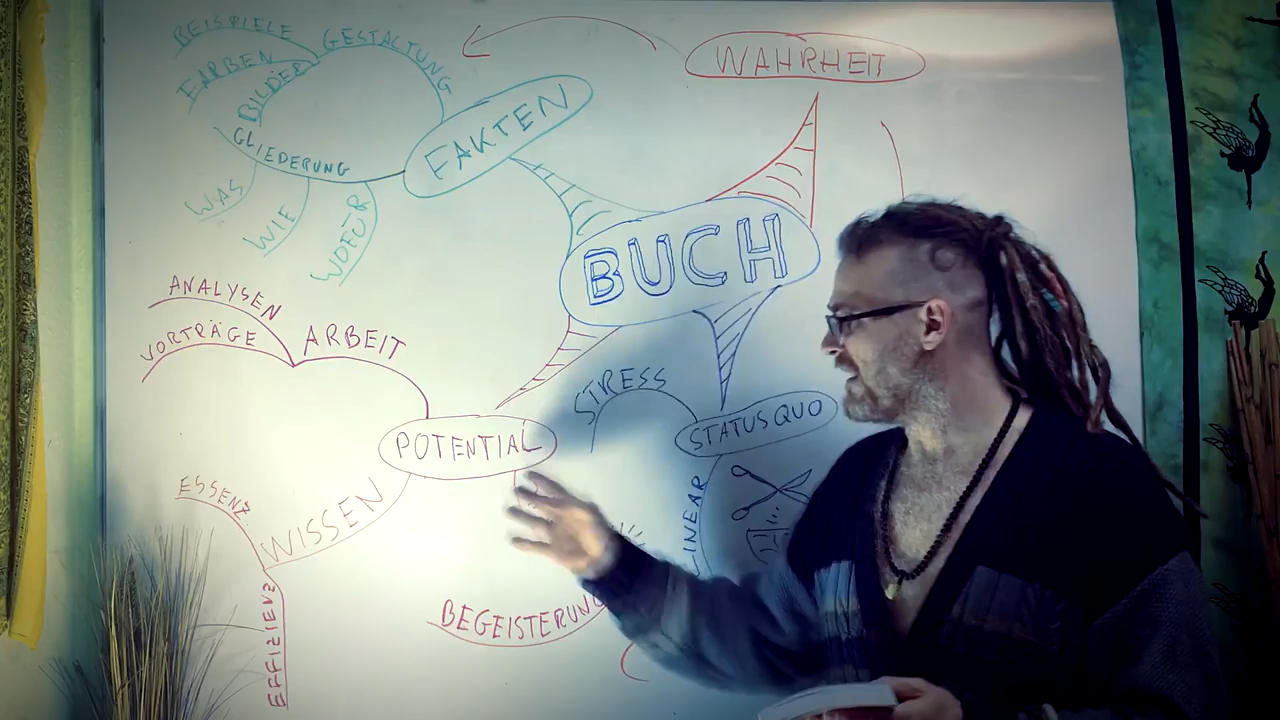 BEISPIELE
GESTALTUNG
FARBEN
BILDER
WAHRHEIT
FAKTEN
GLIEDERUNG
WAS
WIE
WOFÜR
BUCH
ANALYSEN
VORTRÄGE
ARBEIT
STRESS
STATUS QUO
POTENTIAL
ESSENZ
WISSEN
LINEAR
EFFIZIENZ
BEGEISTERUNG